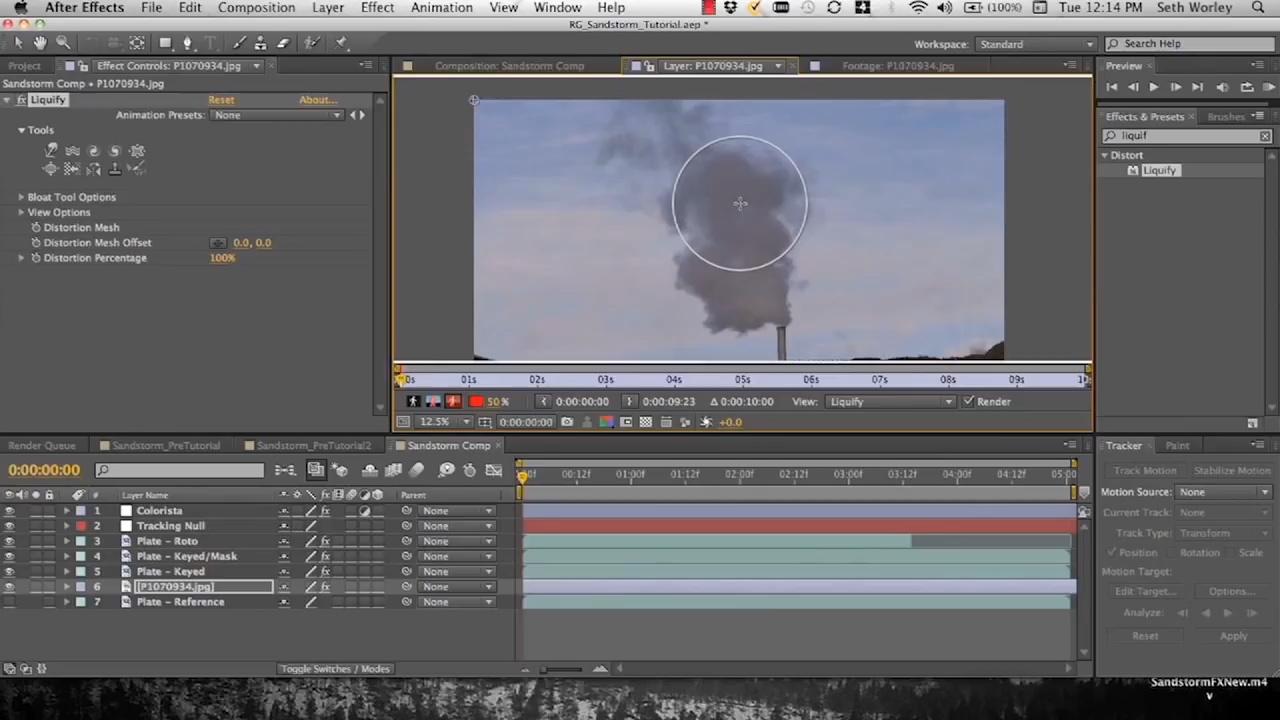 After Effects File Edit Composition Layer Effect Animation View Window Help (100%) Tue 12:14 PM Seth Worley
RG_Sandstorm_Tutorial.aep *
Workspace: Standard Search Help
Project Effect Controls: P1070934.jpg Composition: Sandstorm Comp Layer: P1070934.jpg Footage: P1070934.jpg Preview
Sandstorm Comp • P1070934.jpg
Liquify Reset About...
Animation Presets: None
Effects & Presets Brushes
Tools
liquif
Distort
Liquify
Bloat Tool Options
View Options
Distortion Mesh
Distortion Mesh Offset 0.0, 0.0
Distortion Percentage 100%
0s 01s 02s 03s 04s 05s 06s 07s 08s 09s 1
50 % 0:00:00:00 0:00:09:23 Δ 0:00:10:00 View: Liquify Render
12.5% 0:00:00:00 +0.0
Render Queue Sandstorm_PreTutorial Sandstorm_PreTutorial2 Sandstorm Comp Tracker Paint
0:00:00:00
00f 00:12f 01:00f 01:12f 02:00f 02:12f 03:00f 03:12f 04:00f 04:12f 05:00
Track Motion Stabilize Motion
# Layer Name Parent
Motion Source: None
1 Colorista None
Current Track: None
2 Tracking Null None
Track Type: Transform
3 Plate - Roto None
Position Rotation Scale
4 Plate - Keyed/Mask None
5 Plate - Keyed None
Motion Target:
6 [P1070934.jpg] None
Edit Target... Options...
7 Plate - Reference None
Analyze:
Reset Apply
Toggle Switches / Modes
SandstormFXNew.m4
v